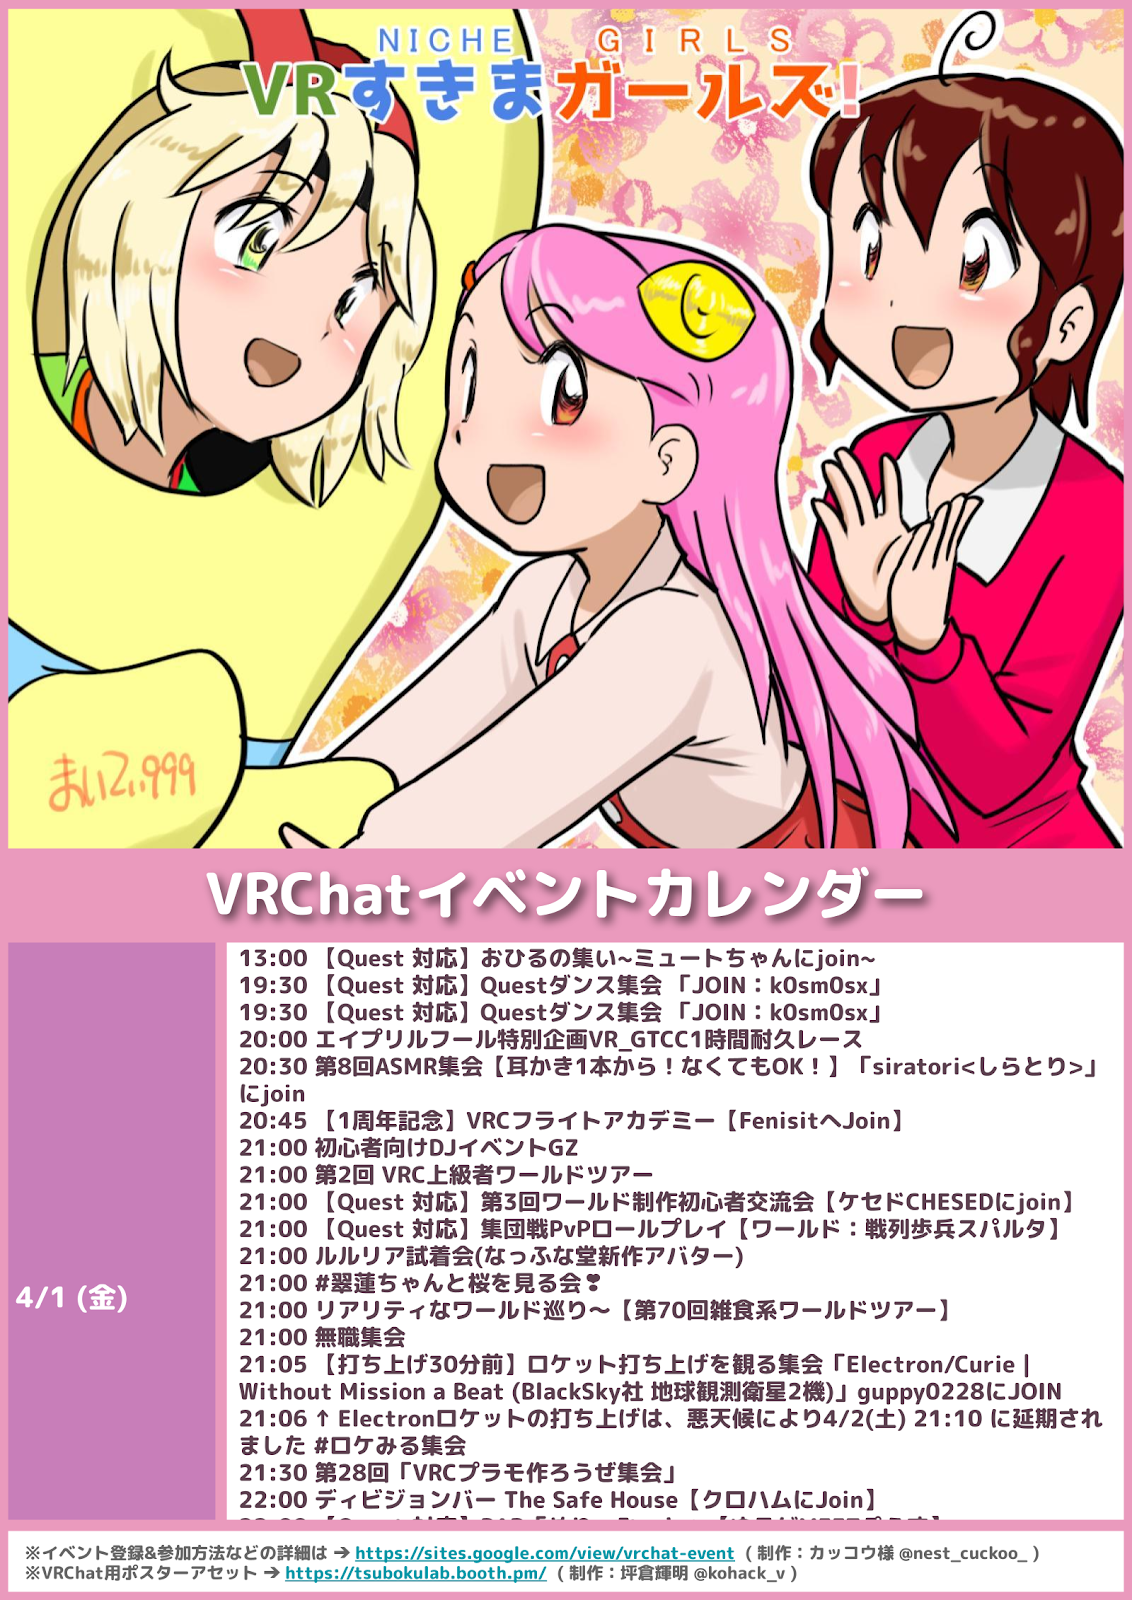 NICHE GIRLS
VRすきまガールズ!
まいてぃ999
VRChatイベントカレンダー
4/1 (金)
13:00 【Quest 対応】おひるの集い~ミュートちゃんにjoin~
19:30 【Quest 対応】Questダンス集会 「JOIN：k0sm0sx」
19:30 【Quest 対応】Questダンス集会 「JOIN：k0sm0sx」
20:00 エイプリルフール特別企画VR_GTCC1時間耐久レース
20:30 第8回ASMR集会【耳かき1本から！なくてもOK！】「siratori<しらとり>」
にjoin
20:45 【1周年記念】VRCフライトアカデミー【FenisitへJoin】
21:00 初心者向けDJイベントGZ
21:00 第2回 VRC上級者ワールドツアー
21:00 【Quest 対応】第3回ワールド制作初心者交流会【ケセドCHESEDにjoin】
21:00 【Quest 対応】集団戦PvPロールプレイ【ワールド：戦列歩兵スパルタ】
21:00 ルルリア試着会(なっふな堂新作アバター)
21:00 #翠蓮ちゃんと桜を見る会❣
21:00 リアリティなワールド巡り～【第70回雑食系ワールドツアー】
21:00 無職集会
21:05 【打ち上げ30分前】ロケット打ち上げを観る集会「Electron/Curie |
Without Mission a Beat (BlackSky社 地球観測衛星2機)」guppy0228にJOIN
21:06 ↑ Electronロケットの打ち上げは、悪天候により4/2(土) 21:10 に延期され
ました #ロケみる集会
21:30 第28回「VRCプラモ作ろうぜ集会」
22:00 ディビジョンバー The Safe House【クロハムにJoin】
※イベント登録&参加方法などの詳細は ➔ https://sites.google.com/view/vrchat-event ( 制作：カッコウ様 @nest_cuckoo_ )
※VRChat用ポスターアセット ➔ https://tsubokulab.booth.pm/ ( 制作：坪倉輝明 @kohack_v )